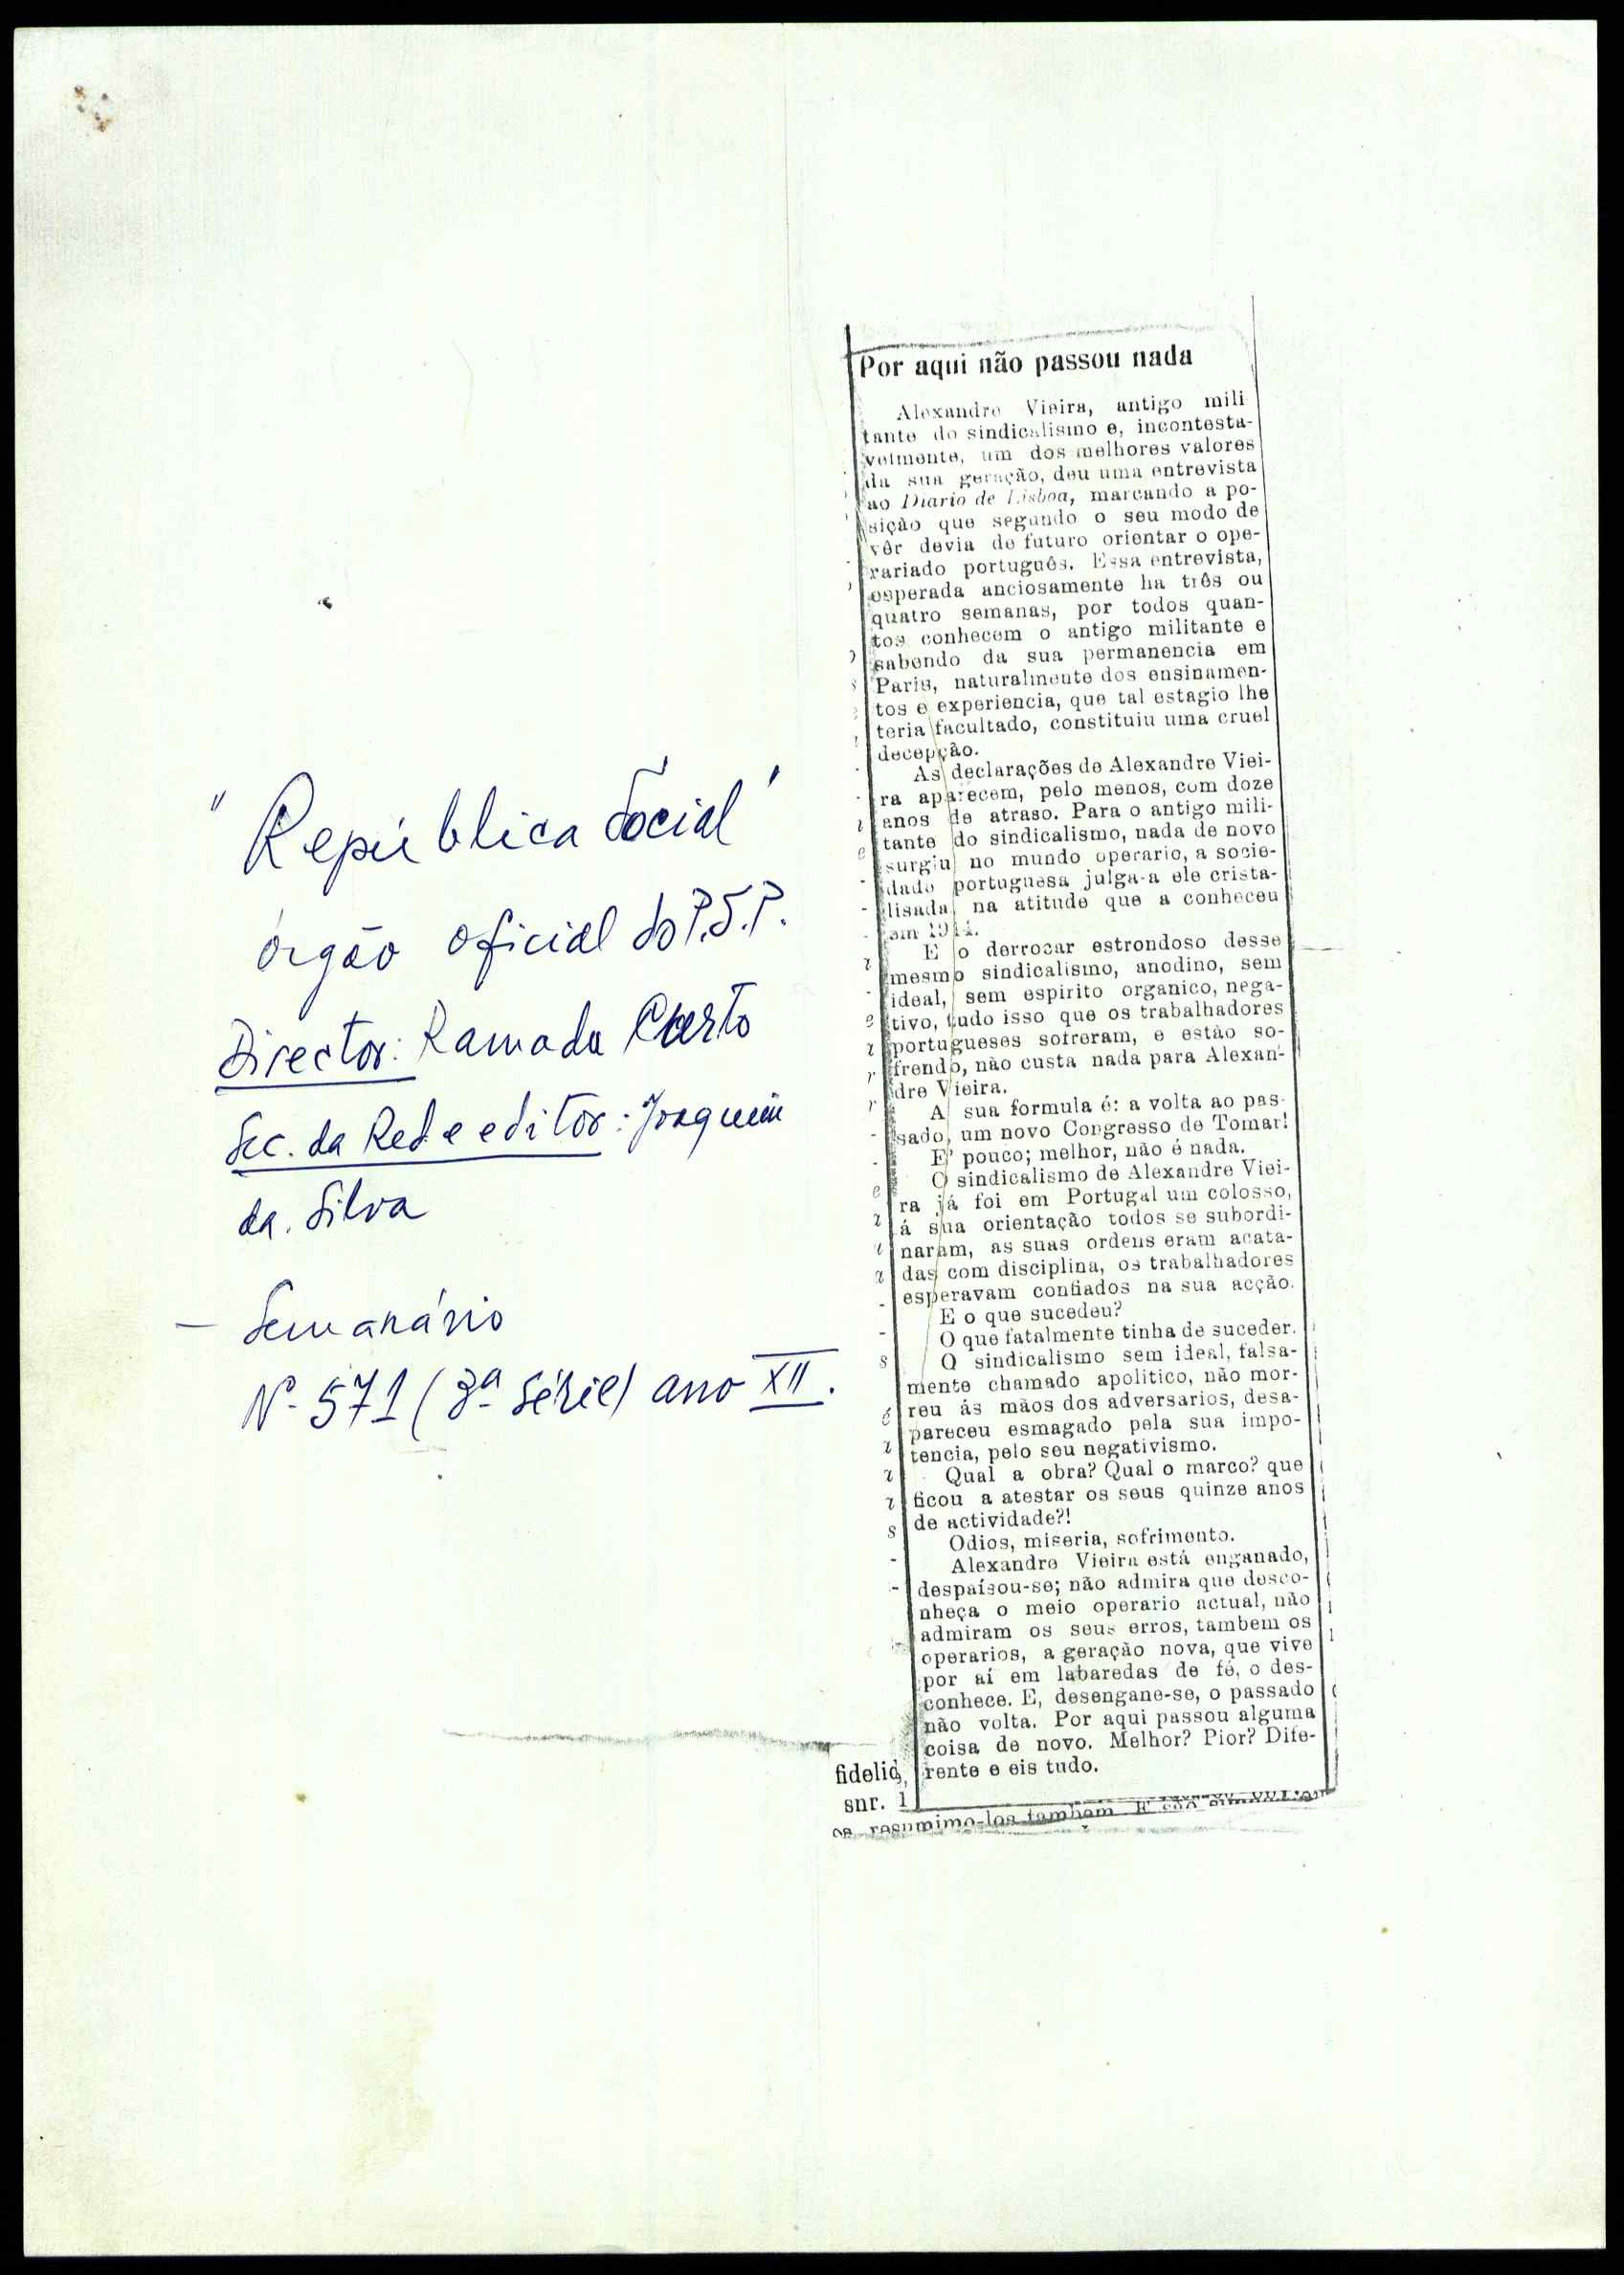 "República Social"
órgão oficial do P.S.P.
Director: Ramada Curto
Sec. da Red. e editor: Joaquim
da Silva
— Semanário
Nº 571 (3ª série) ano XII.
Por aqui não passou nada
Alexandre Vieira, antigo mili
tante do sindicalismo e, incontesta-
velmente, um dos melhores valores
da sua geração, deu uma entrevista
ao Diario de Lisboa, marcando a po-
sição que segundo o seu modo de
vêr devia de futuro orientar o ope-
rariado português. Essa entrevista,
esperada anciosamente ha três ou
quatro semanas, por todos quan-
tos conhecem o antigo militante e
sabendo da sua permanencia em
Paris, naturalmente dos ensinamen-
tos e experiencia, que tal estagio lhe
teria facultado, constituiu uma cruel
decepção.
As declarações de Alexandre Viei-
ra aparecem, pelo menos, com doze
anos de atraso. Para o antigo mili-
tante do sindicalismo, nada de novo
surgiu no mundo operario, a socie-
dade portuguesa julga-a ele crista-
lisada na atitude que a conheceu
em
E o derrocar estrondoso desse
mesmo sindicalismo, anodino, sem
ideal, sem espirito organico, nega-
tivo, tudo isso que os trabalhadores
portugueses sofreram, e estão so-
frendo, não custa nada para Alexan-
dre Vieira.
A sua formula é: a volta ao pas-
sado, um novo Congresso de Tomar!
E' pouco; melhor, não é nada.
O sindicalismo de Alexandre Viei-
ra já foi em Portugal um colosso,
á sua orientação todos se subordi-
naram, as suas ordens eram acata-
das com disciplina, os trabalhadores
esperavam confiados na sua acção.
E o que sucedeu?
O que fatalmente tinha de suceder.
O sindicalismo sem ideal, falsa-
mente chamado apolitico, não mor-
reu ás mãos dos adversarios, desa-
pareceu esmagado pela sua impo-
tencia, pelo seu negativismo.
Qual a obra? Qual o marco? que
ficou a atestar os seus quinze anos
de actividade?!
Odios, miseria, sofrimento.
Alexandre Vieira está enganado,
despaísou-se; não admira que desco-
nheça o meio operario actual, não
admiram os seus erros, tambem os
operarios, a geração nova, que vive
por aí em labaredas de fé, o des-
conhece. E, desengane-se, o passado
não volta. Por aqui passou alguma
coisa de novo. Melhor? Pior? Dife-
rente e eis tudo.
fidelid,
snr. 1
os resumimo-los tambem. E